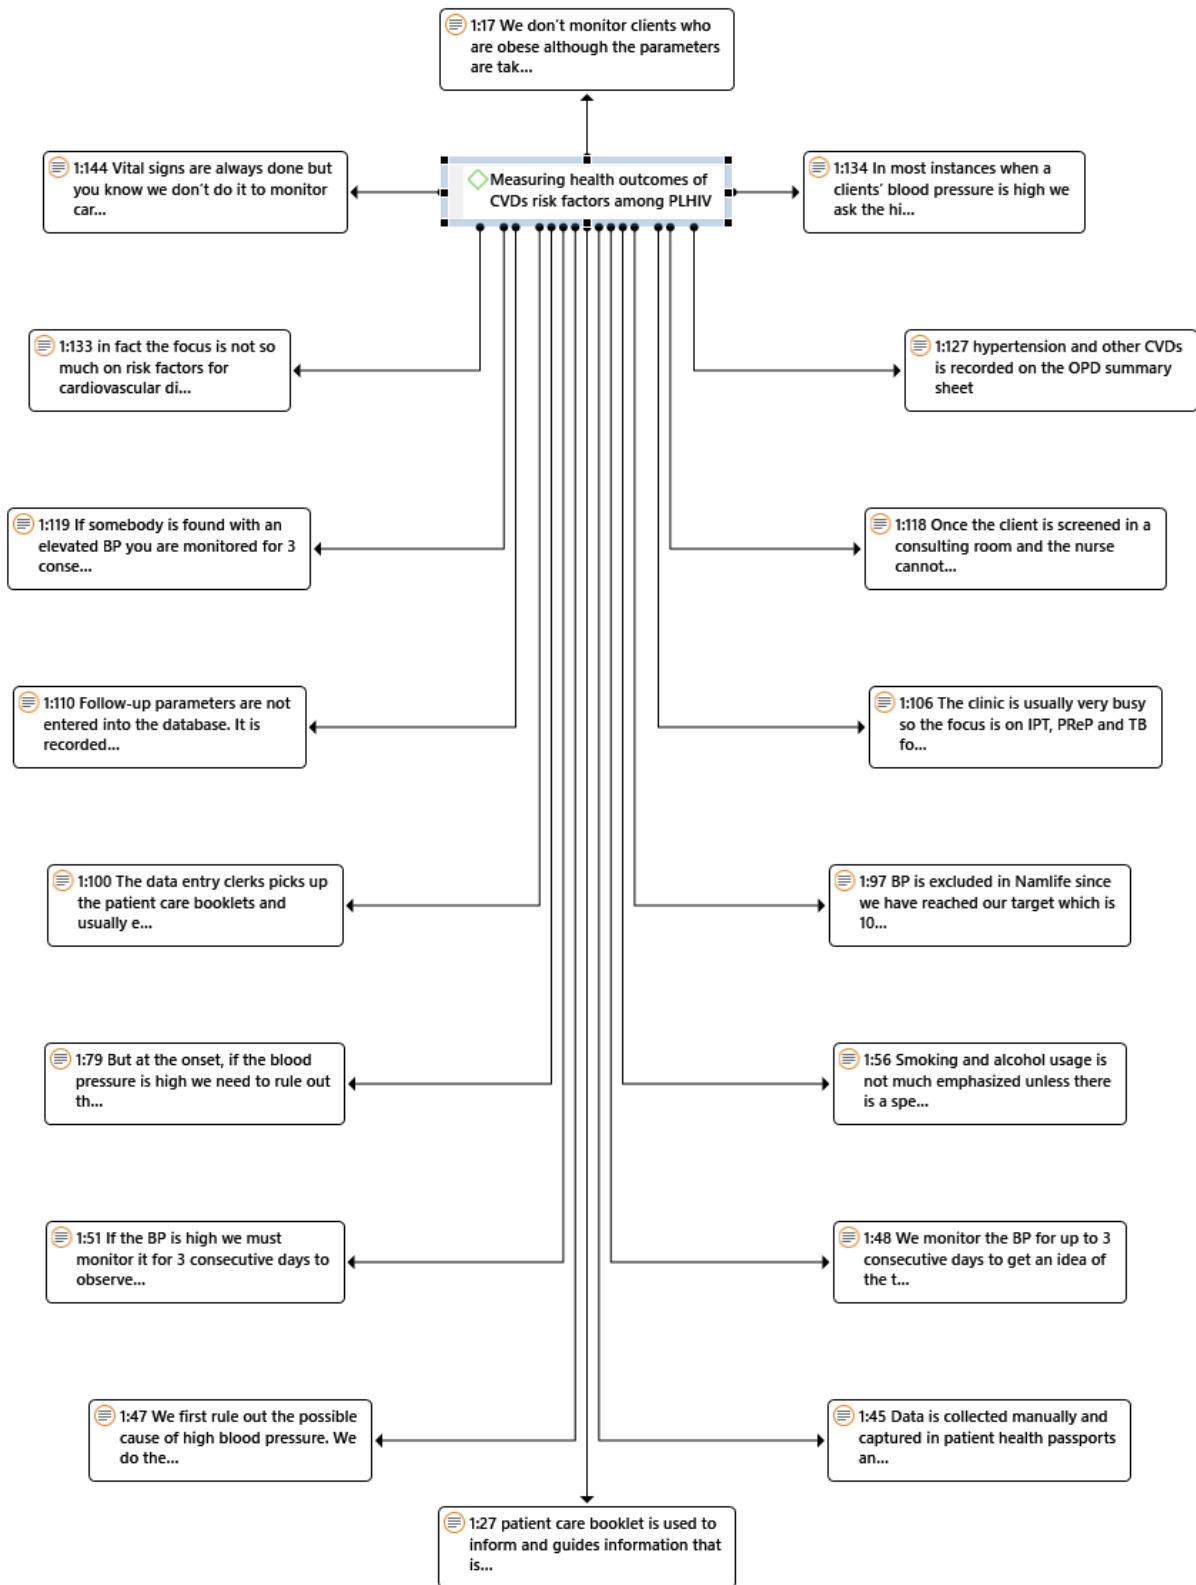 1:17 We don't monitor clients who
are obese although the parameters
are tak...
1:144 Vital signs are always done but
you know we don't do it to monitor
car...
Measuring health outcomes of
CVDs risk factors among PLHIV
1:134 In most instances when a
clients' blood pressure is high we
ask the hi...
1:133 in fact the focus is not so
much on risk factors for
cardiovascular di...
1:127 hypertension and other CVDs
is recorded on the OPD summary
sheet
1:119 If somebody is found with an
elevated BP you are monitored for 3
conse...
1:118 Once the client is screened in a
consulting room and the nurse
cannot...
1:110 Follow-up parameters are not
entered into the database. It is
recorded...
1:106 The clinic is usually very busy
so the focus is on IPT, PReP and TB
fo...
1:100 The data entry clerks picks up
the patient care booklets and
usually e...
1:97 BP is excluded in Namlife since
we have reached our target which is
10...
1:79 But at the onset, if the blood
pressure is high we need to rule out
th...
1:56 Smoking and alcohol usage is
not much emphasized unless there
is a spe...
1:51 If the BP is high we must
monitor it for 3 consecutive days to
observe...
1:48 We monitor the BP for up to 3
consecutive days to get an idea of
the t...
1:47 We first rule out the possible
cause of high blood pressure. We
do the...
1:45 Data is collected manually and
captured in patient health passports
an...
1:27 patient care booklet is used to
inform and guides information that
is...